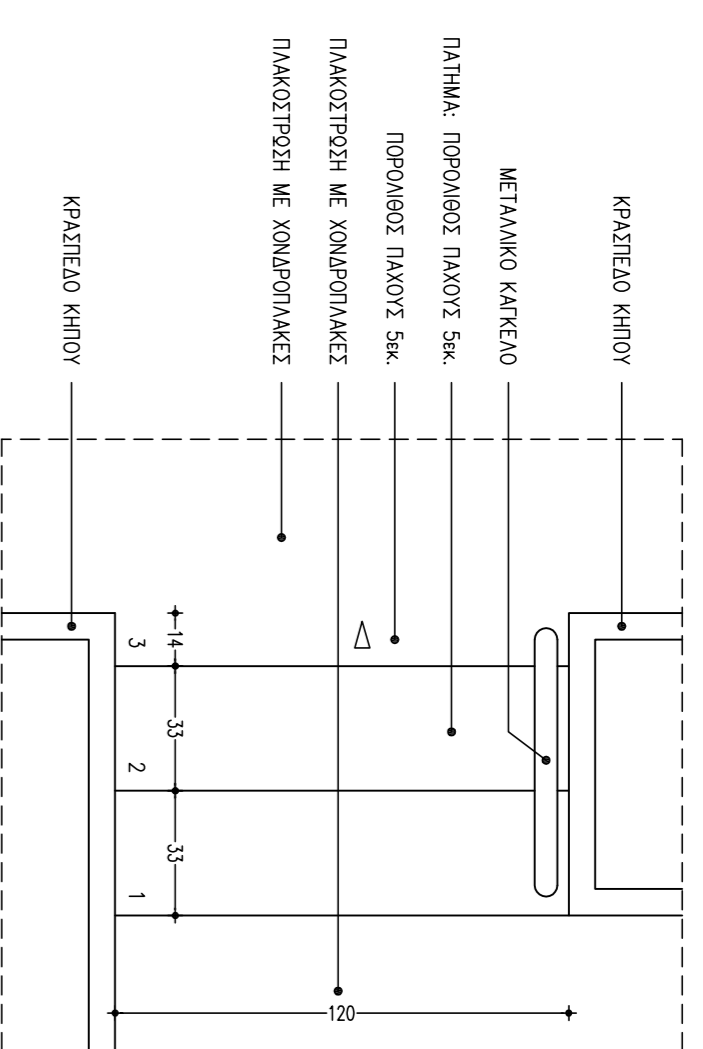 ΚΡΑΣΠΕΔΟ ΚΗΠΟΥ
ΜΕΤΑΛΛΙΚΟ ΚΑΓΚΕΛΟ
ΠΑΤΗΜΑ: ΠΟΡΟΛΙΘΟΣ ΠΑΧΟΥΣ 5εκ.
ΠΟΡΟΛΙΘΟΣ ΠΑΧΟΥΣ 5εκ.
ΠΛΑΚΟΣΤΡΩΣΗ ΜΕ ΧΟΝΔΡΟΠΛΑΚΕΣ
ΠΛΑΚΟΣΤΡΩΣΗ ΜΕ ΧΟΝΔΡΟΠΛΑΚΕΣ
ΚΡΑΣΠΕΔΟ ΚΗΠΟΥ
14
33
33
3
2
1
120